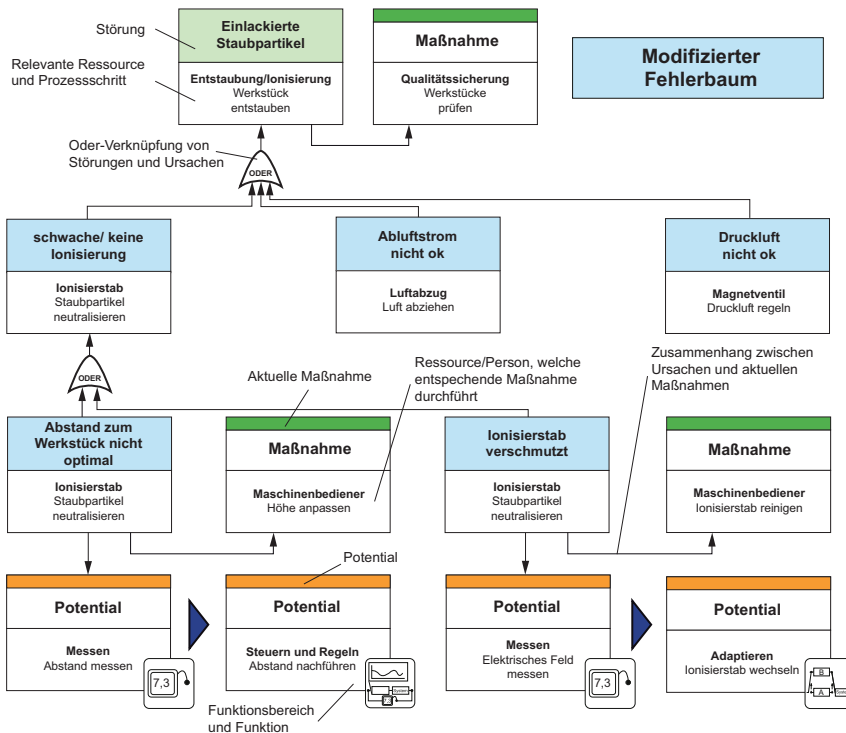 Störung
Einlackierte
Staubpartikel
Maßnahme
Modifizierter
Fehlerbaum
Relevante Ressource
und Prozessschritt
Entstaubung/Ionisierung
Werkstück
entstauben
Qualitätssicherung
Werkstücke
prüfen
Oder-Verknüpfung von
Störungen und Ursachen
ODER
schwache/ keine
Ionisierung
Abluftstrom
nicht ok
Druckluft
nicht ok
Ionisierstab
Staubpartikel
neutralisieren
Luftabzug
Luft abziehen
Magnetventil
Druckluft regeln
ODER
Aktuelle Maßnahme
Ressource/Person, welche
entspechende Maßnahme
durchführt
Zusammenhang zwischen
Ursachen und aktuellen
Maßnahmen
Abstand zum
Werkstück nicht
optimal
Maßnahme
Ionisierstab
verschmutzt
Maßnahme
Ionisierstab
Staubpartikel
neutralisieren
Maschinenbediener
Höhe anpassen
Ionisierstab
Staubpartikel
neutralisieren
Maschinenbediener
Ionisierstab reinigen
Potential
Potential
Potential
Potential
Potential
Messen
Abstand messen
Steuern und Regeln
Abstand nachführen
Messen
Elektrisches Feld
messen
Adaptieren
Ionisierstab wechseln
7,3
System
7,3
7,3
B
A
Funktionsbereich
und Funktion